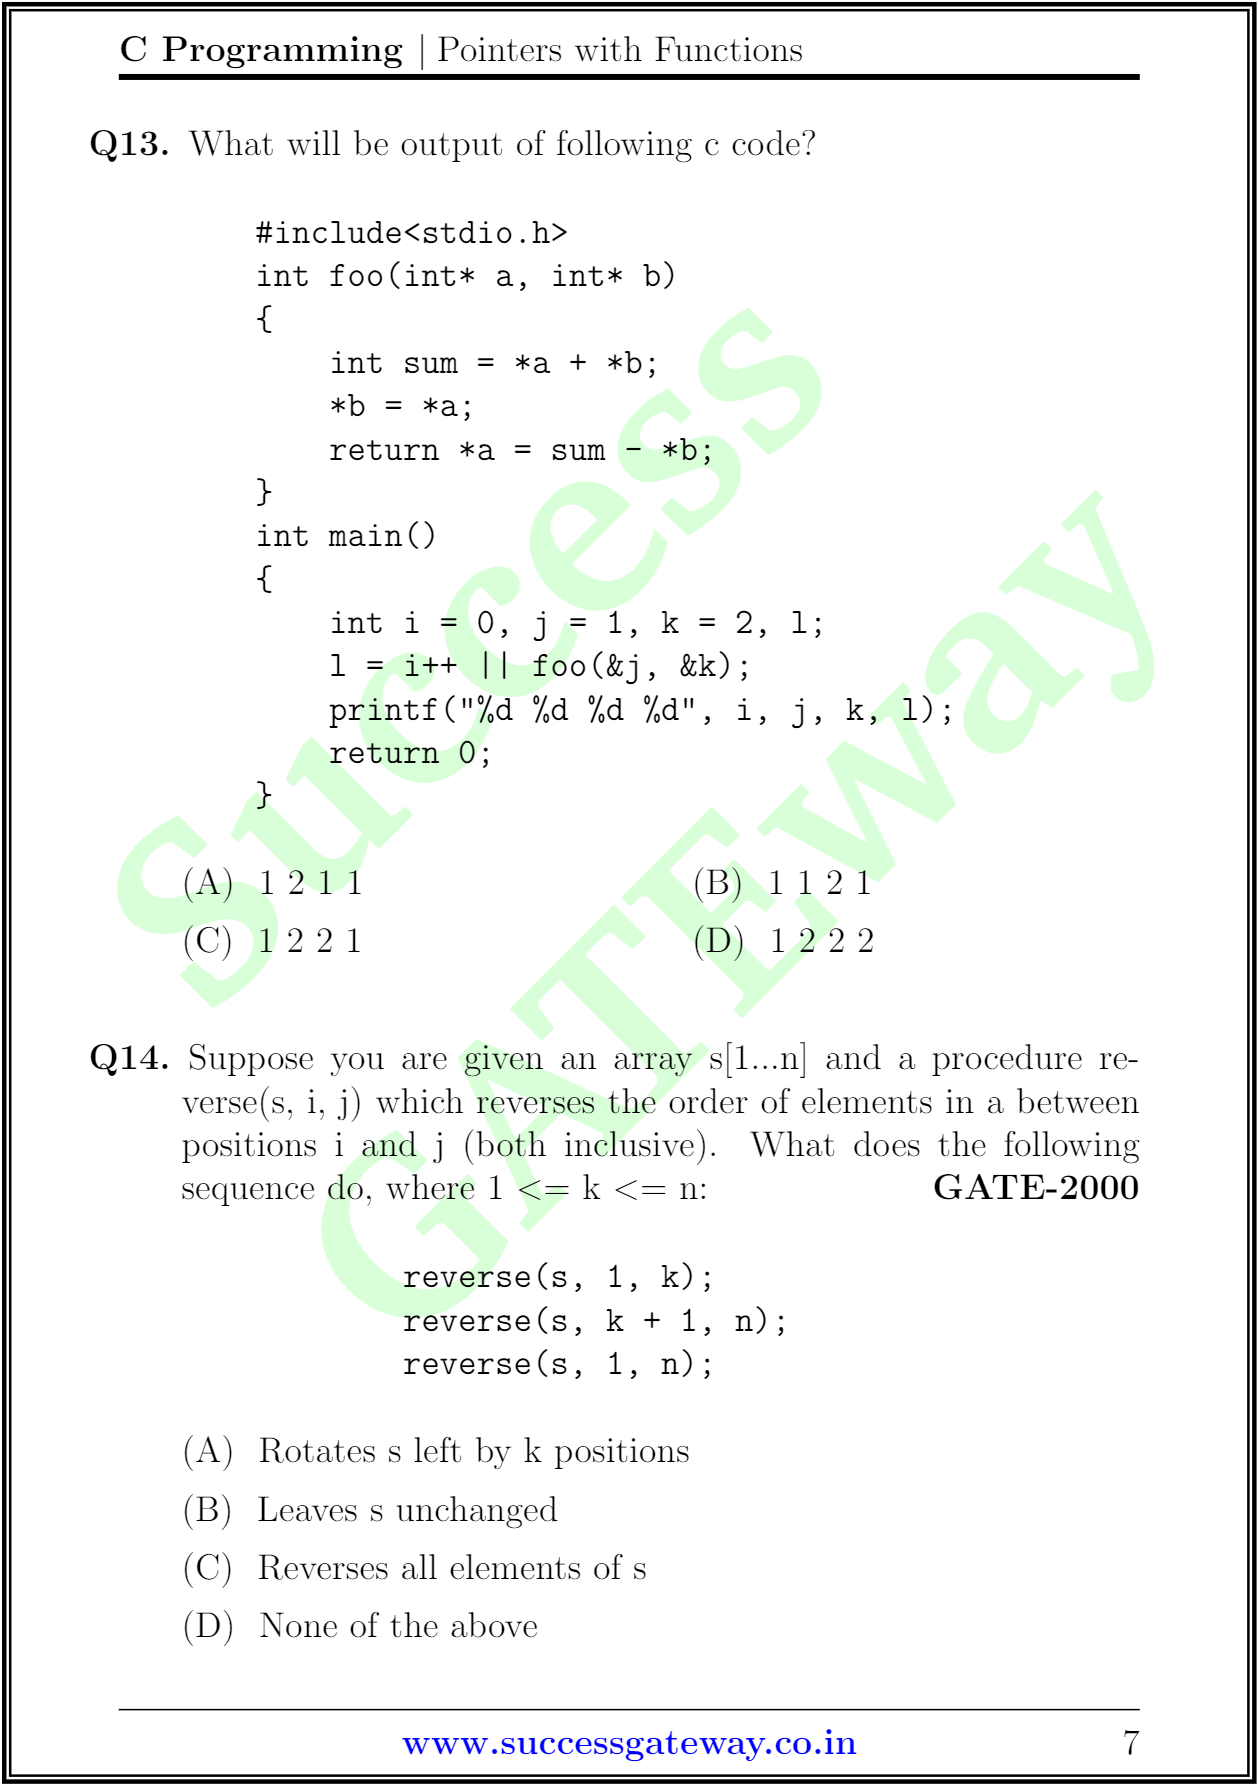 C Programming | Pointers with Functions
Q13. What will be output of following c code?
#include<stdio.h>
int foo(int* a, int* b)
{
    int sum = *a + *b;
    *b = *a;
    return *a = sum - *b;
}
int main()
{
    int i = 0, j = 1, k = 2, l;
    l = i++ || foo(&j, &k);
    printf("%d %d %d %d", i, j, k, l);
    return 0;
}
(A) 1 2 1 1 (B) 1 1 2 1
(C) 1 2 2 1 (D) 1 2 2 2
Q14. Suppose you are given an array s[1...n] and a procedure re-
verse(s, i, j) which reverses the order of elements in a between
positions i and j (both inclusive). What does the following
sequence do, where 1 <= k <= n: GATE-2000
reverse(s, 1, k);
reverse(s, k + 1, n);
reverse(s, 1, n);
(A) Rotates s left by k positions
(B) Leaves s unchanged
(C) Reverses all elements of s
(D) None of the above
www.successgateway.co.in 7
Success
GATEway